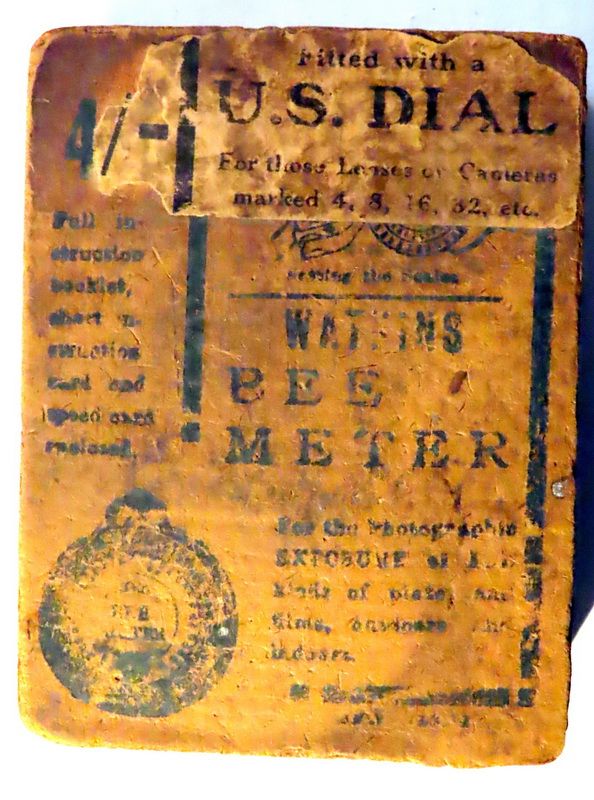 Fitted with a
U.S. DIAL
For those Lenses or Cameras
marked 4, 8, 16, 32, etc.
4/-
Full in-
struction
booklet,
short in-
struction
card and
speed card
enclosed.
the Scales
WATKINS
BEE
METER
BEE
METER
For the Photographic
EXPOSURE of
kinds of plates and
films, outdoors and
indoors.